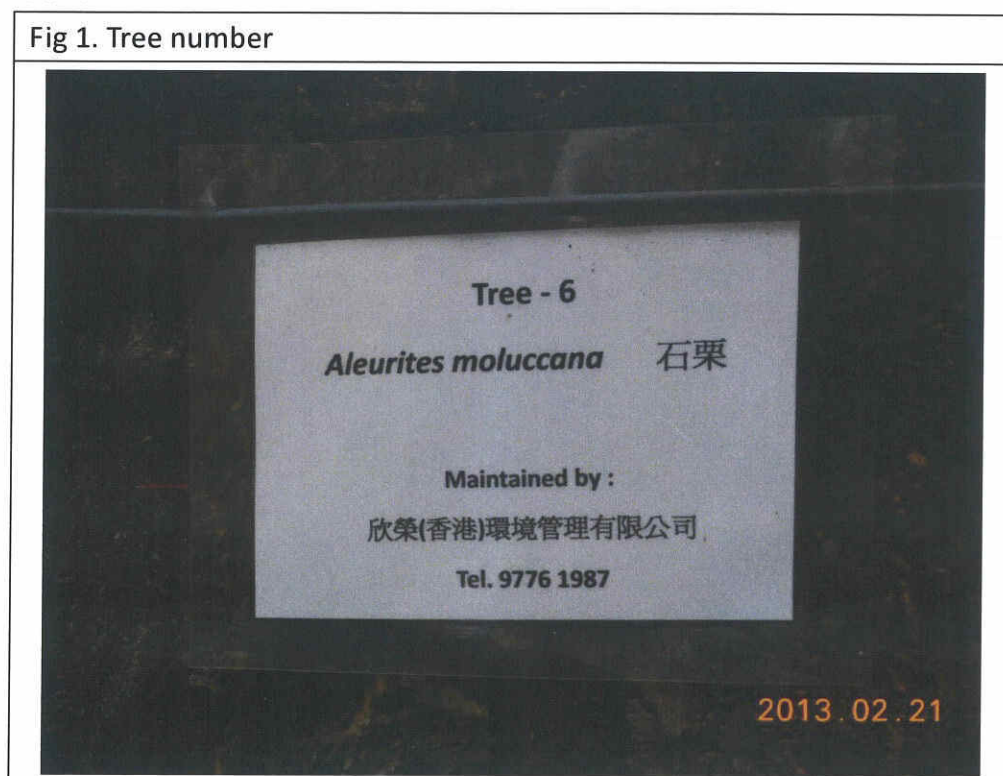 Fig 1. Tree number
Tree - 6
Aleurites moluccana 石栗
Maintained by :
欣榮(香港)環境管理有限公司
Tel. 9776 1987
2013.02.21